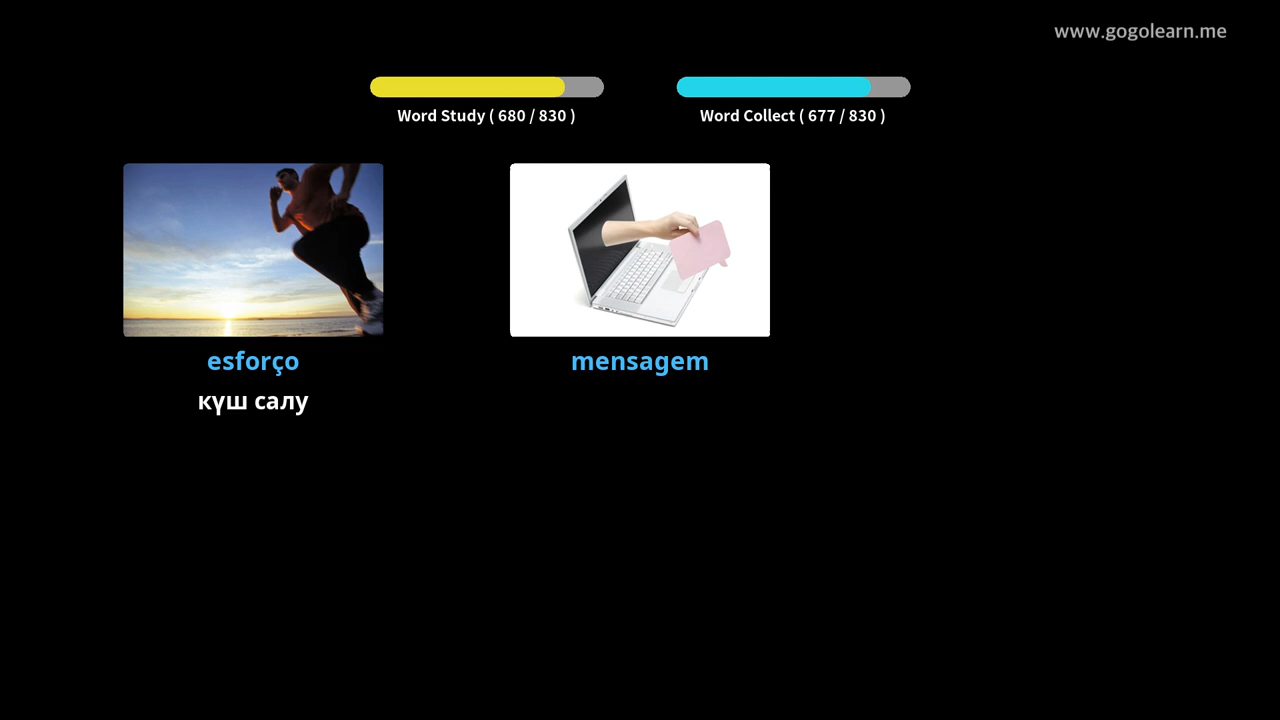 www.gogolearn.me
Word Study ( 680 / 830 )
Word Collect ( 677 / 830 )
esforço
mensagem
күш салу